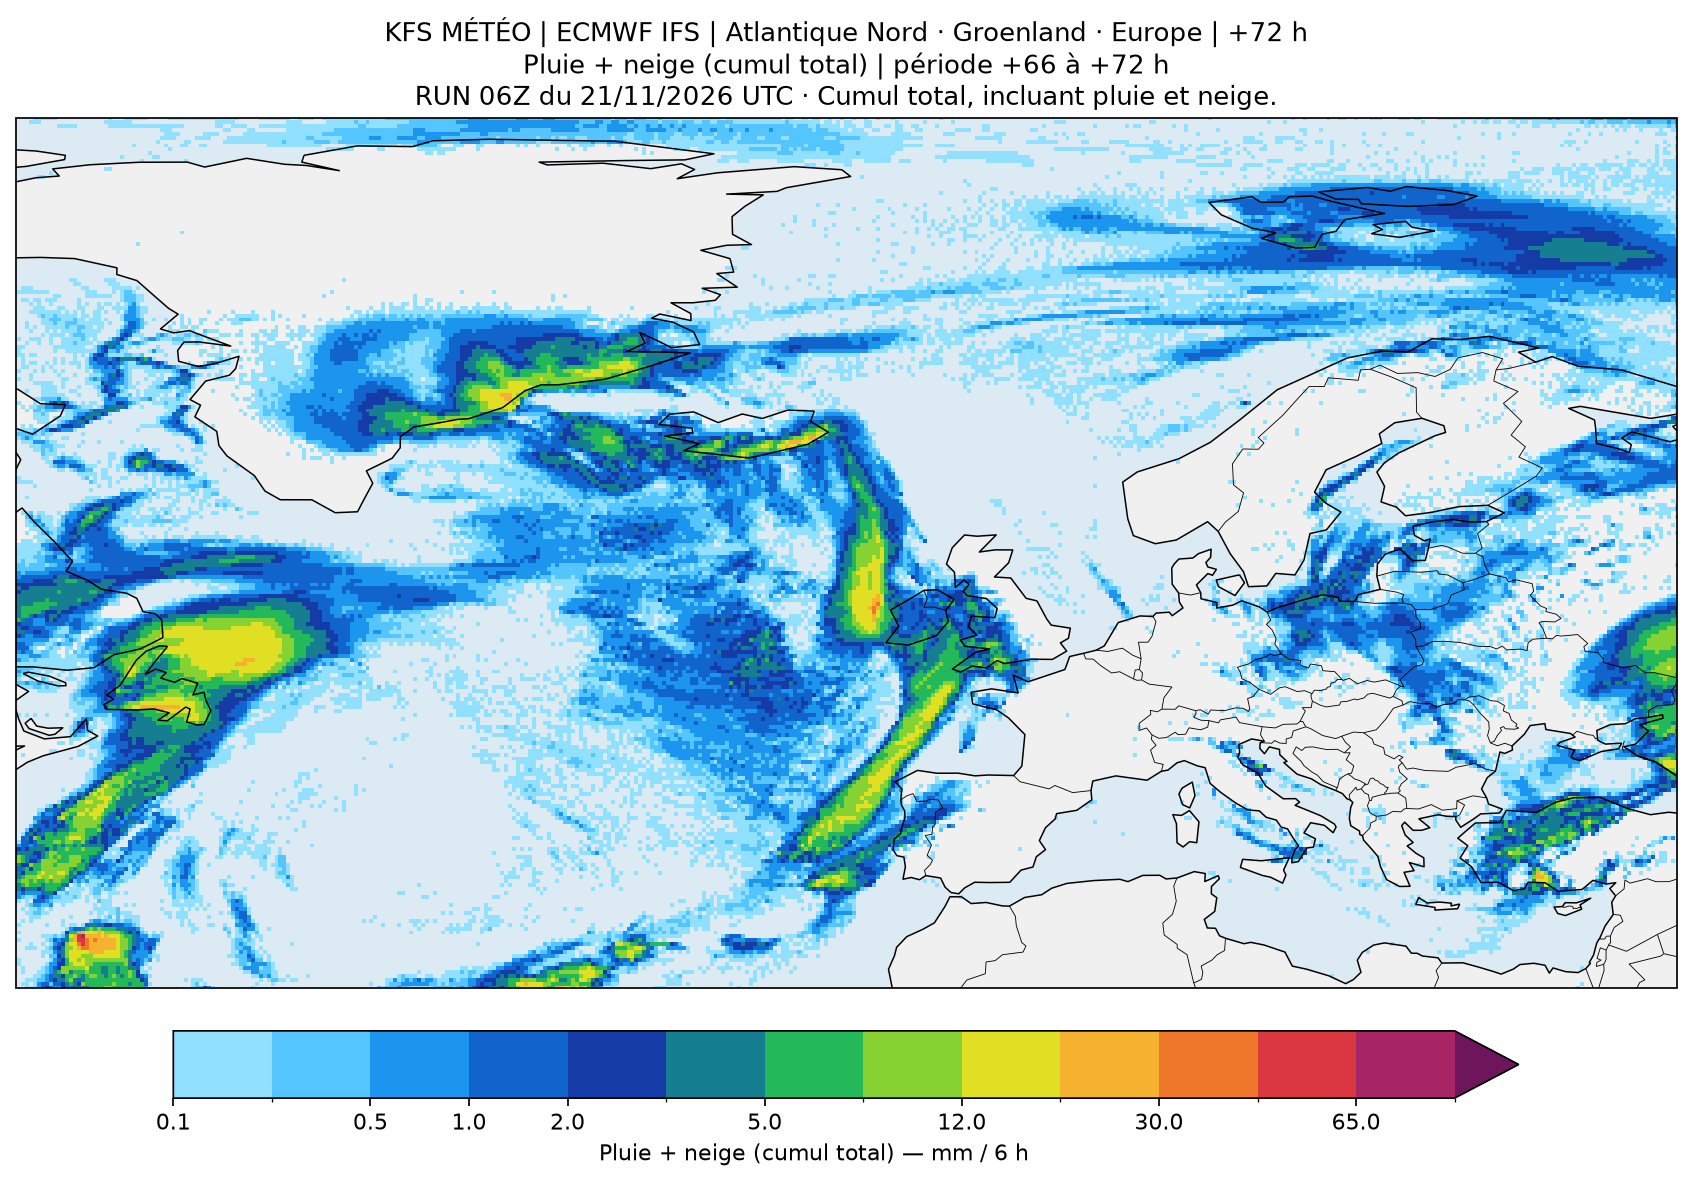 KFS MÉTÉO | ECMWF IFS | Atlantique Nord · Groenland · Europe | +72 h
Pluie + neige (cumul total) | période +66 à +72 h
RUN 06Z du 21/11/2026 UTC · Cumul total, incluant pluie et neige.
0.1 0.5 1.0 2.0 5.0 12.0 30.0 65.0
Pluie + neige (cumul total) — mm / 6 h